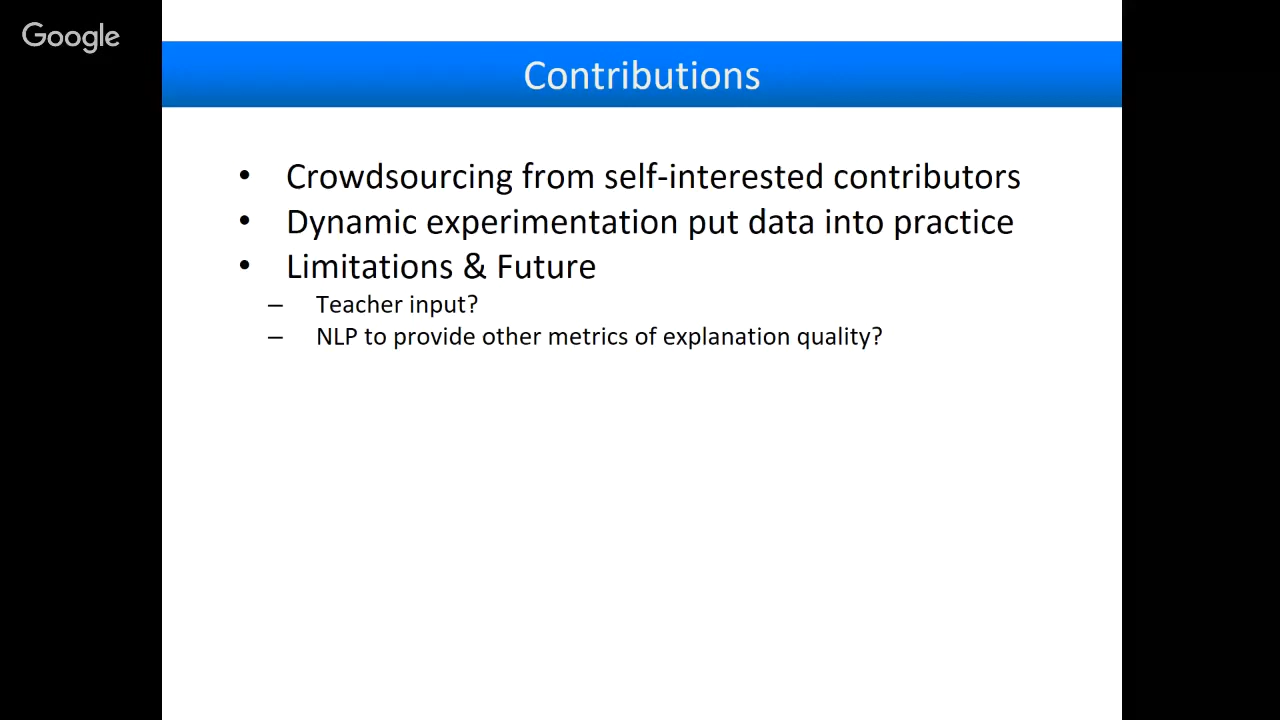 Google
Contributions
• Crowdsourcing from self-interested contributors
• Dynamic experimentation put data into practice
• Limitations & Future
– Teacher input?
– NLP to provide other metrics of explanation quality?